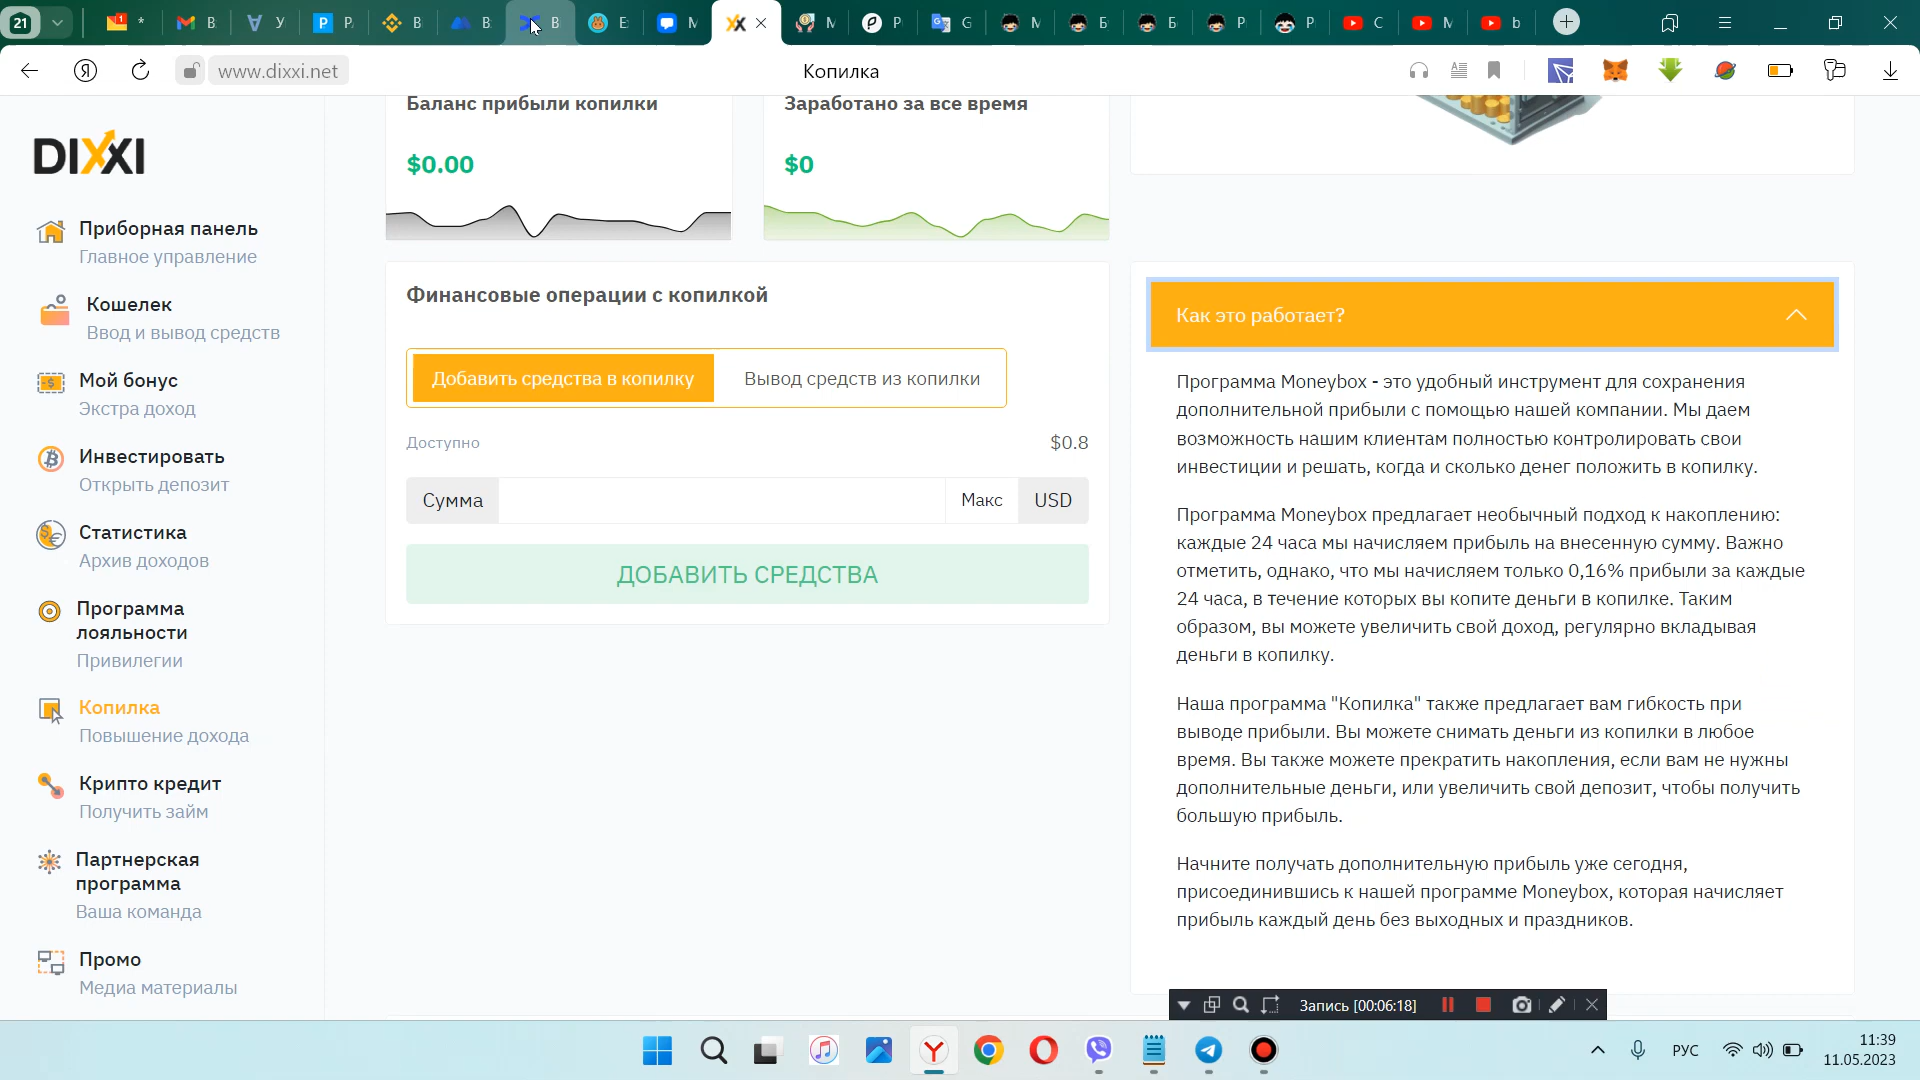 21
1
*
В
У
Р
В
В
В
Е
М
М
Р
G
М
Б
Б
Р
Р
С
М
b
www.dixxi.net
Копилка
DIXXI
Приборная панель
Главное управление
Кошелек
Ввод и вывод средств
Мой бонус
Экстра доход
Инвестировать
Открыть депозит
Статистика
Архив доходов
Программа
лояльности
Привилегии
Копилка
Повышение дохода
Крипто кредит
Получить займ
Партнерская
программа
Ваша команда
Промо
Медиа материалы
Баланс прибыли копилки
$0.00
Заработано за все время
$0
Финансовые операции с копилкой
Добавить средства в копилку
Вывод средств из копилки
Доступно
$0.8
Сумма
Макс
USD
ДОБАВИТЬ СРЕДСТВА
Как это работает?
Программа Moneybox - это удобный инструмент для сохранения
дополнительной прибыли с помощью нашей компании. Мы даем
возможность нашим клиентам полностью контролировать свои
инвестиции и решать, когда и сколько денег положить в копилку.
Программа Moneybox предлагает необычный подход к накоплению:
каждые 24 часа мы начисляем прибыль на внесенную сумму. Важно
отметить, однако, что мы начисляем только 0,16% прибыли за каждые
24 часа, в течение которых вы копите деньги в копилке. Таким
образом, вы можете увеличить свой доход, регулярно вкладывая
деньги в копилку.
Наша программа "Копилка" также предлагает вам гибкость при
выводе прибыли. Вы можете снимать деньги из копилки в любое
время. Вы также можете прекратить накопления, если вам не нужны
дополнительные деньги, или увеличить свой депозит, чтобы получить
большую прибыль.
Начните получать дополнительную прибыль уже сегодня,
присоединившись к нашей программе Moneybox, которая начисляет
прибыль каждый день без выходных и праздников.
Запись [00:06:18]
РУС
11:39
11.05.2023